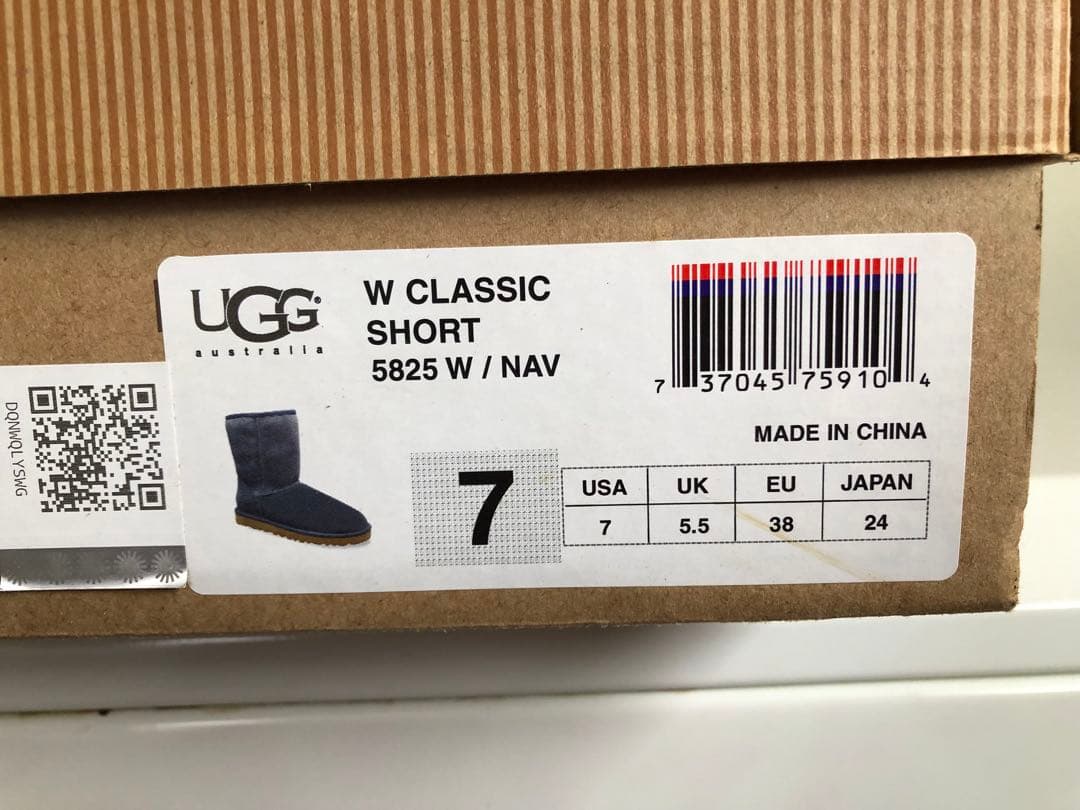 UGG®
australia
W CLASSIC
SHORT
5825 W / NAV
7 37045 75910 4
MADE IN CHINA
7
USA UK EU JAPAN
7 5.5 38 24
DQNWQLYSWG